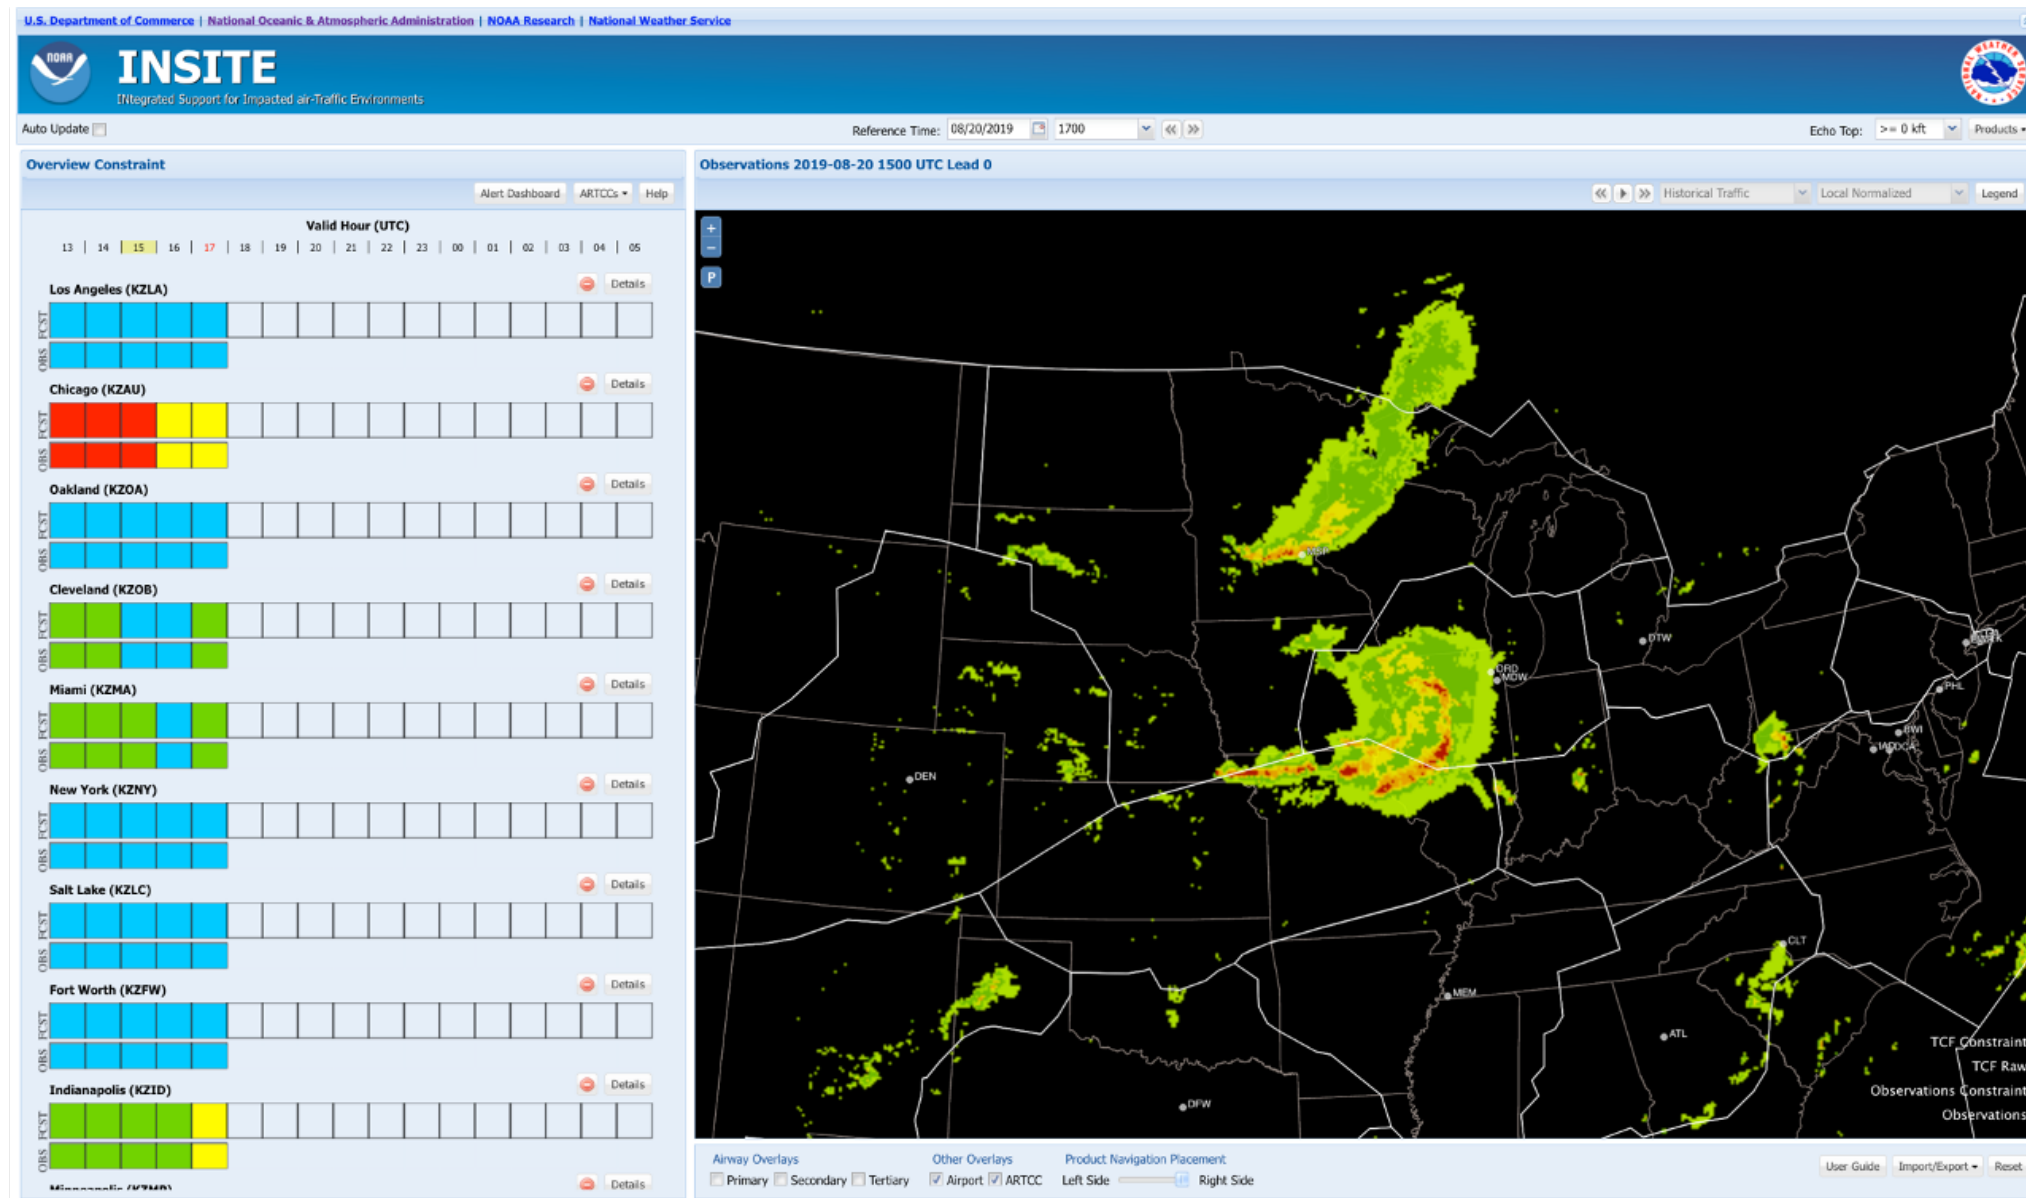 U.S. Department of Commerce | National Oceanic & Atmospheric Administration | NOAA Research | National Weather Service
NOAA
INSITE
INtegrated Support for Impacted air-Traffic Environments
Auto Update
Reference Time: 08/20/2019 1700
Echo Top: >= 0 kft
Products
Overview Constraint
Observations 2019-08-20 1500 UTC Lead 0
Alert Dashboard ARTCCs Help
Historical Traffic Local Normalized Legend
Valid Hour (UTC)
13 | 14 | 15 | 16 | 17 | 18 | 19 | 20 | 21 | 22 | 23 | 00 | 01 | 02 | 03 | 04 | 05
Los Angeles (KZLA) Details
FCST
OBS
Chicago (KZAU) Details
FCST
OBS
Oakland (KZOA) Details
FCST
OBS
Cleveland (KZOB) Details
FCST
OBS
Miami (KZMA) Details
FCST
OBS
New York (KZNY) Details
FCST
OBS
Salt Lake (KZLC) Details
FCST
OBS
Fort Worth (KZFW) Details
FCST
OBS
Indianapolis (KZID) Details
FCST
OBS
Minneapolis (KZMP) Details
+
−
P
MSP
DTW
ORD
MDW
PHL
BWI
IAD
DCA
DEN
CLT
MEM
ATL
DFW
TCF Constraint
TCF Raw
Observations Constraint
Observations
Airway Overlays Other Overlays Product Navigation Placement
Primary Secondary Tertiary Airport ARTCC Left Side Right Side
User Guide Import/Export Reset